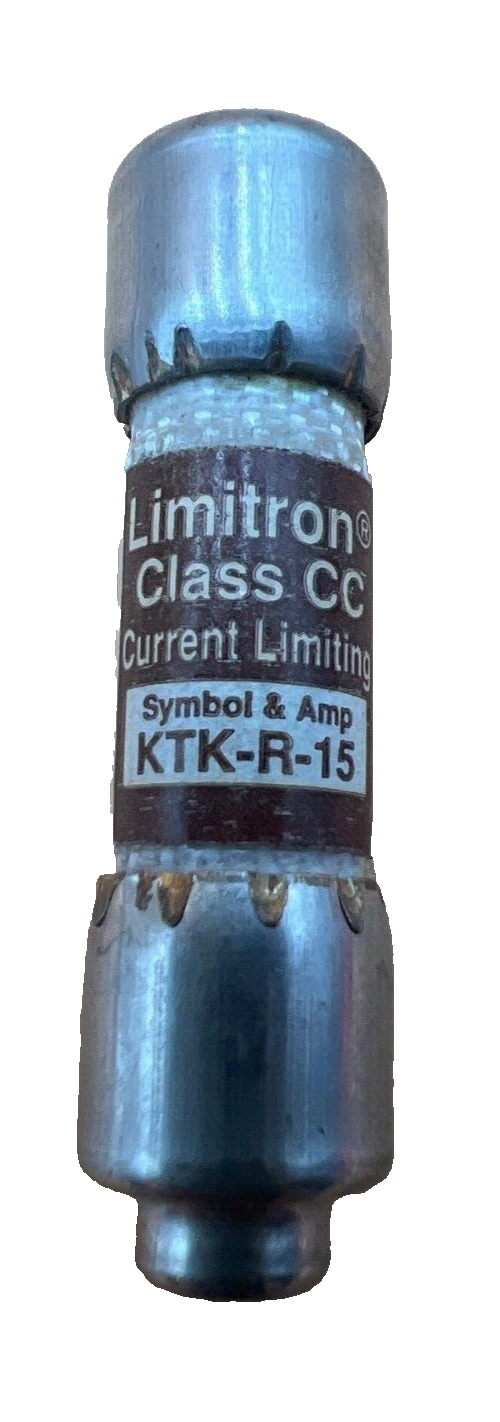 Limitron®
Class CC
Current Limiting
Symbol & Amp
KTK-R-15